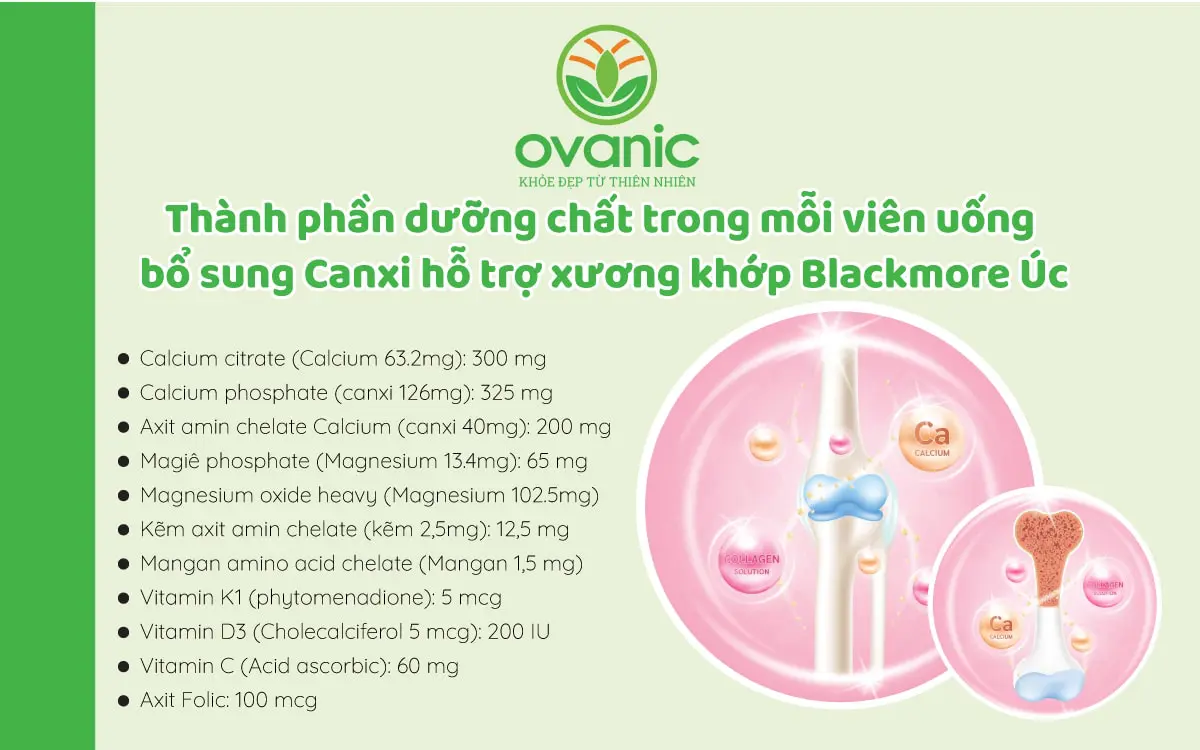 ovanic
KHỎE ĐẸP TỪ THIÊN NHIÊN
Thành phần dưỡng chất trong mỗi viên uống
bổ sung Canxi hỗ trợ xương khớp Blackmore Úc
Calcium citrate (Calcium 63.2mg): 300 mg
Calcium phosphate (canxi 126mg): 325 mg
Axit amin chelate Calcium (canxi 40mg): 200 mg
Magiê phosphate (Magnesium 13.4mg): 65 mg
Magnesium oxide heavy (Magnesium 102.5mg)
Kẽm axit amin chelate (kẽm 2,5mg): 12,5 mg
Mangan amino acid chelate (Mangan 1,5 mg)
Vitamin K1 (phytomenadione): 5 mcg
Vitamin D3 (Cholecalciferol 5 mcg): 200 IU
Vitamin C (Acid ascorbic): 60 mg
Axit Folic: 100 mcg
Ca
CALCIUM
COLLAGEN
SOLUTION
COLLAGEN
SOLUTION
Ca
CALCIUM